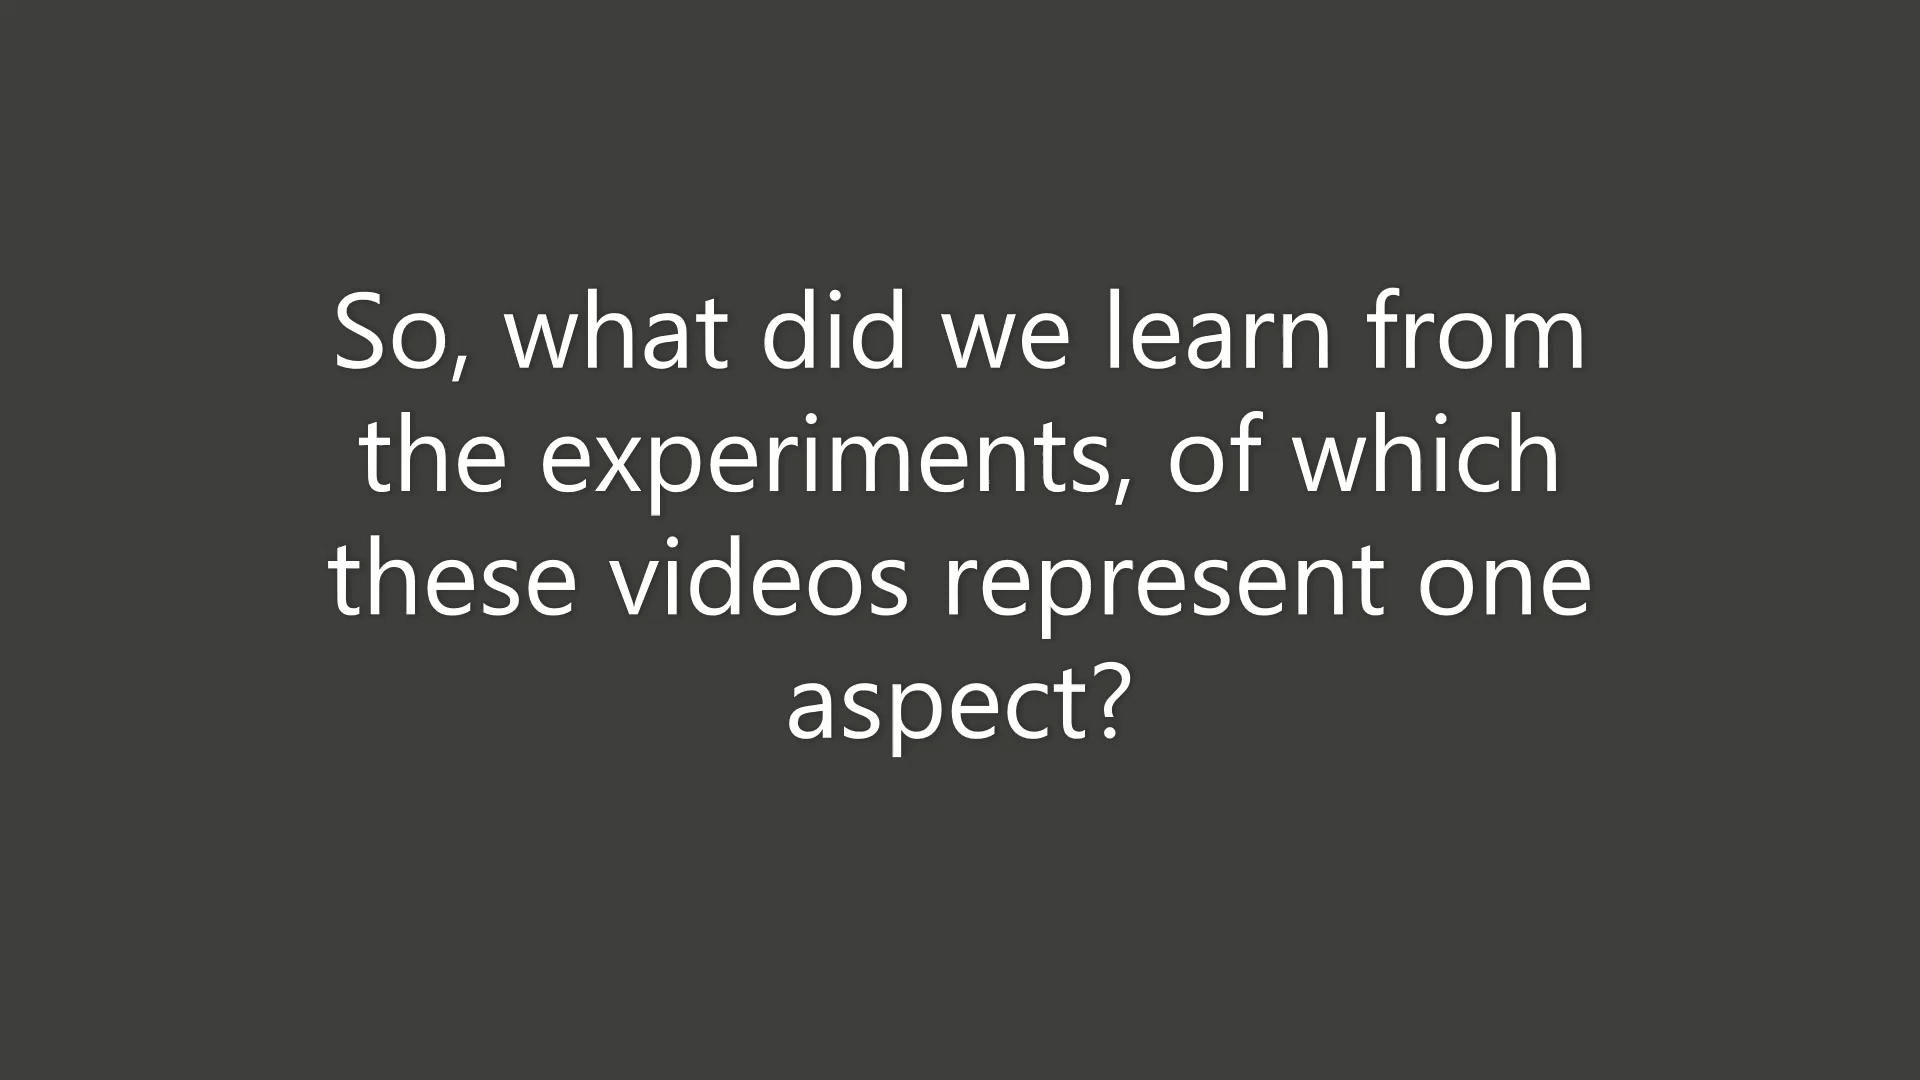 So, what did we learn from
the experiments, of which
these videos represent one
aspect?